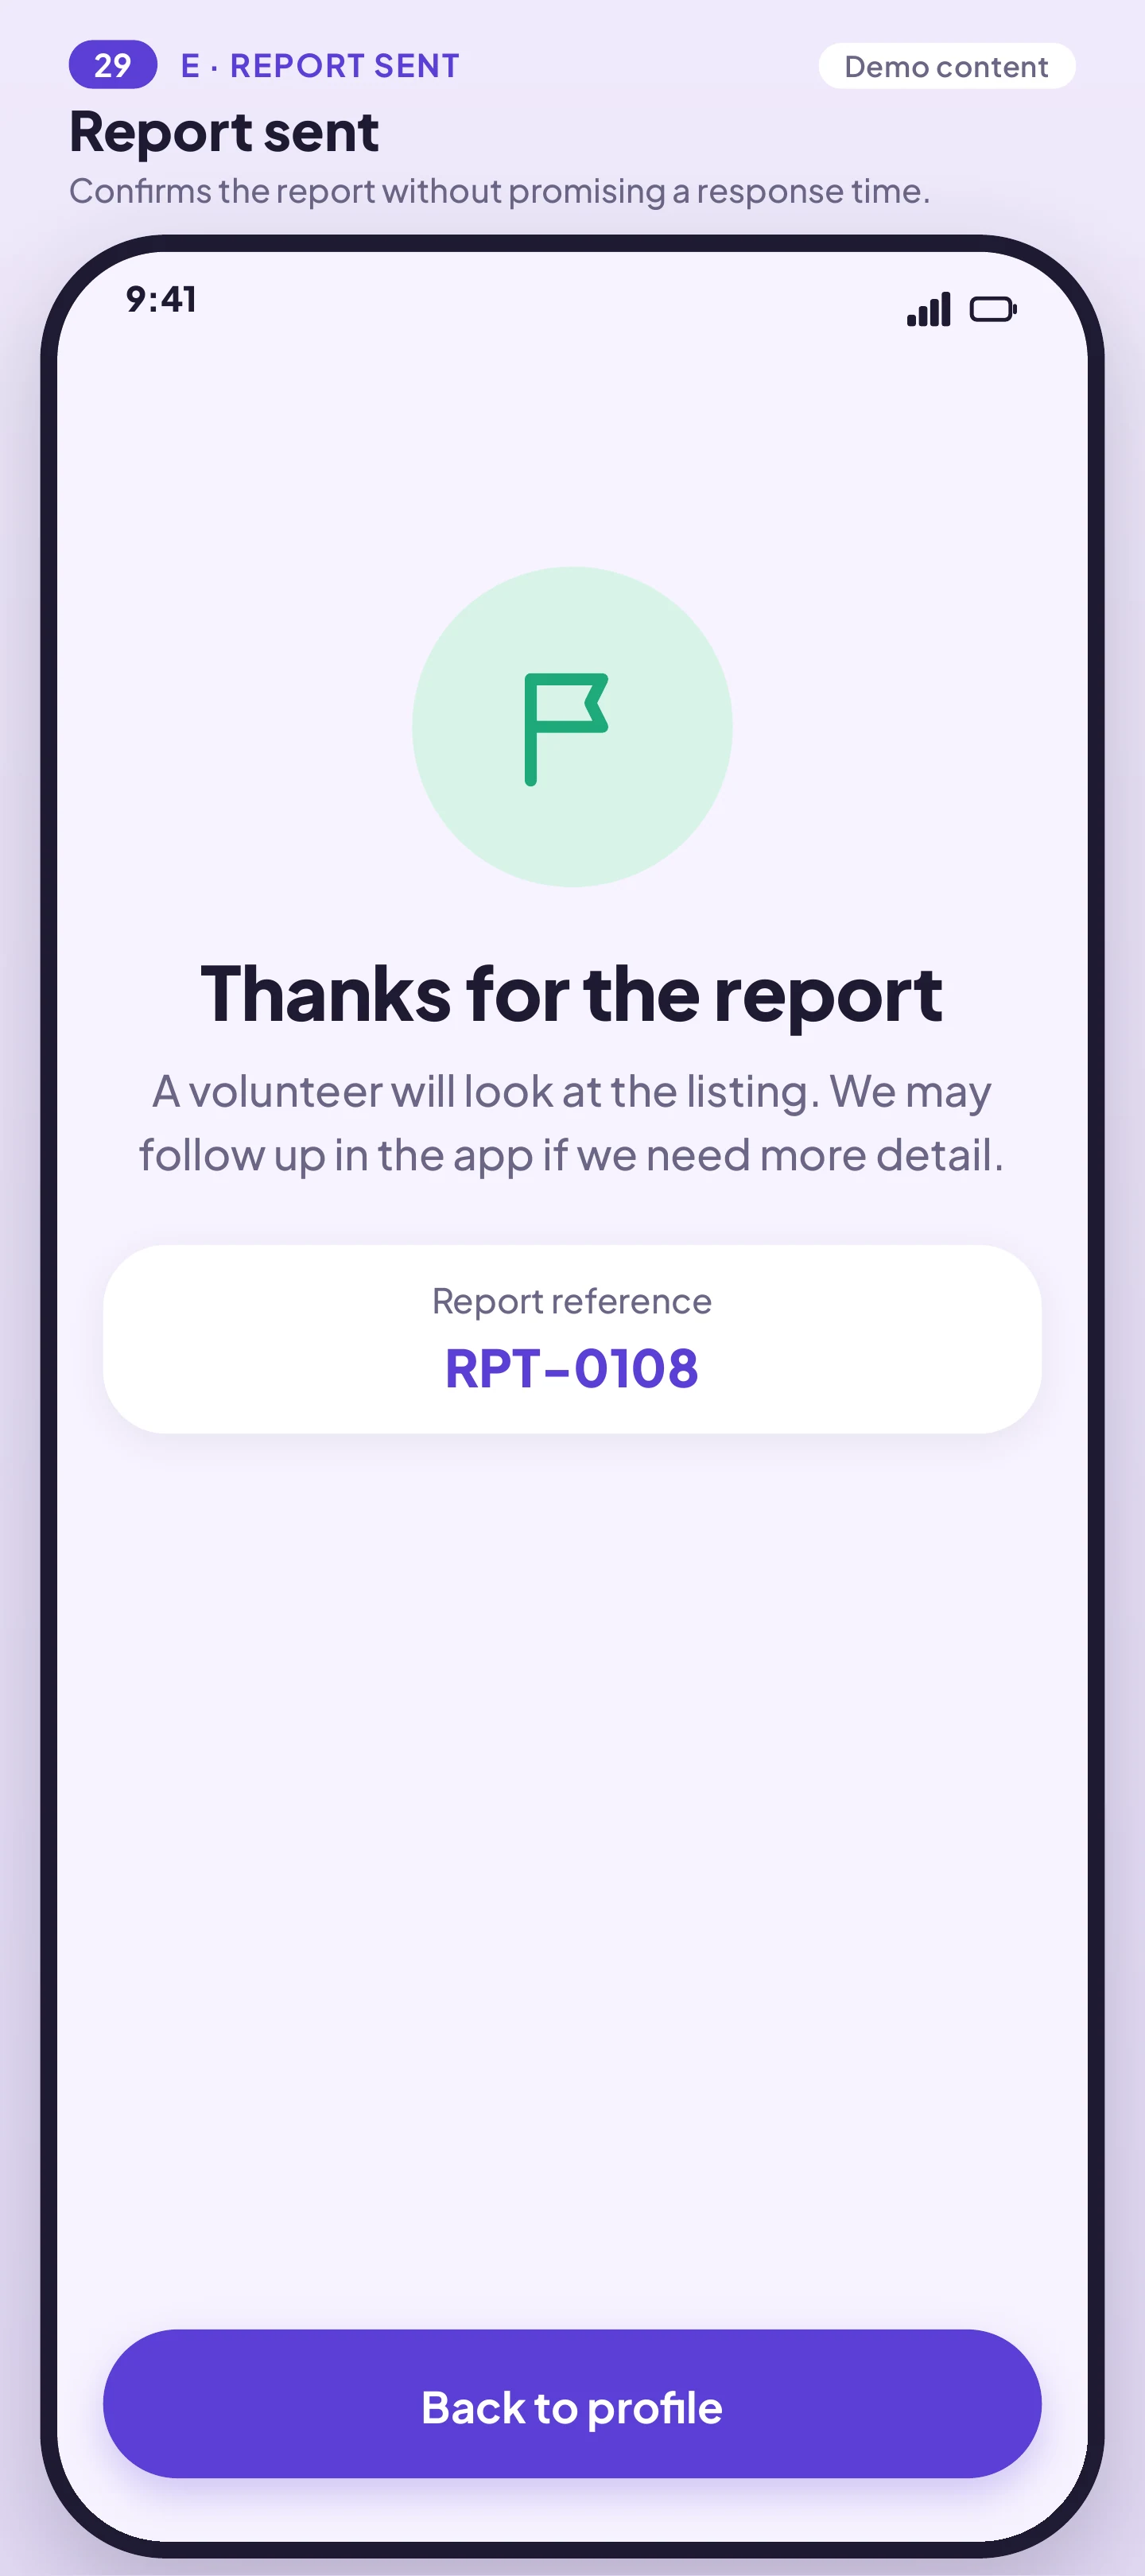 29 E · REPORT SENT
Demo content
Report sent
Confirms the report without promising a response time.
9:41
Thanks for the report
A volunteer will look at the listing. We may
follow up in the app if we need more detail.
Report reference
RPT-0108
Back to profile